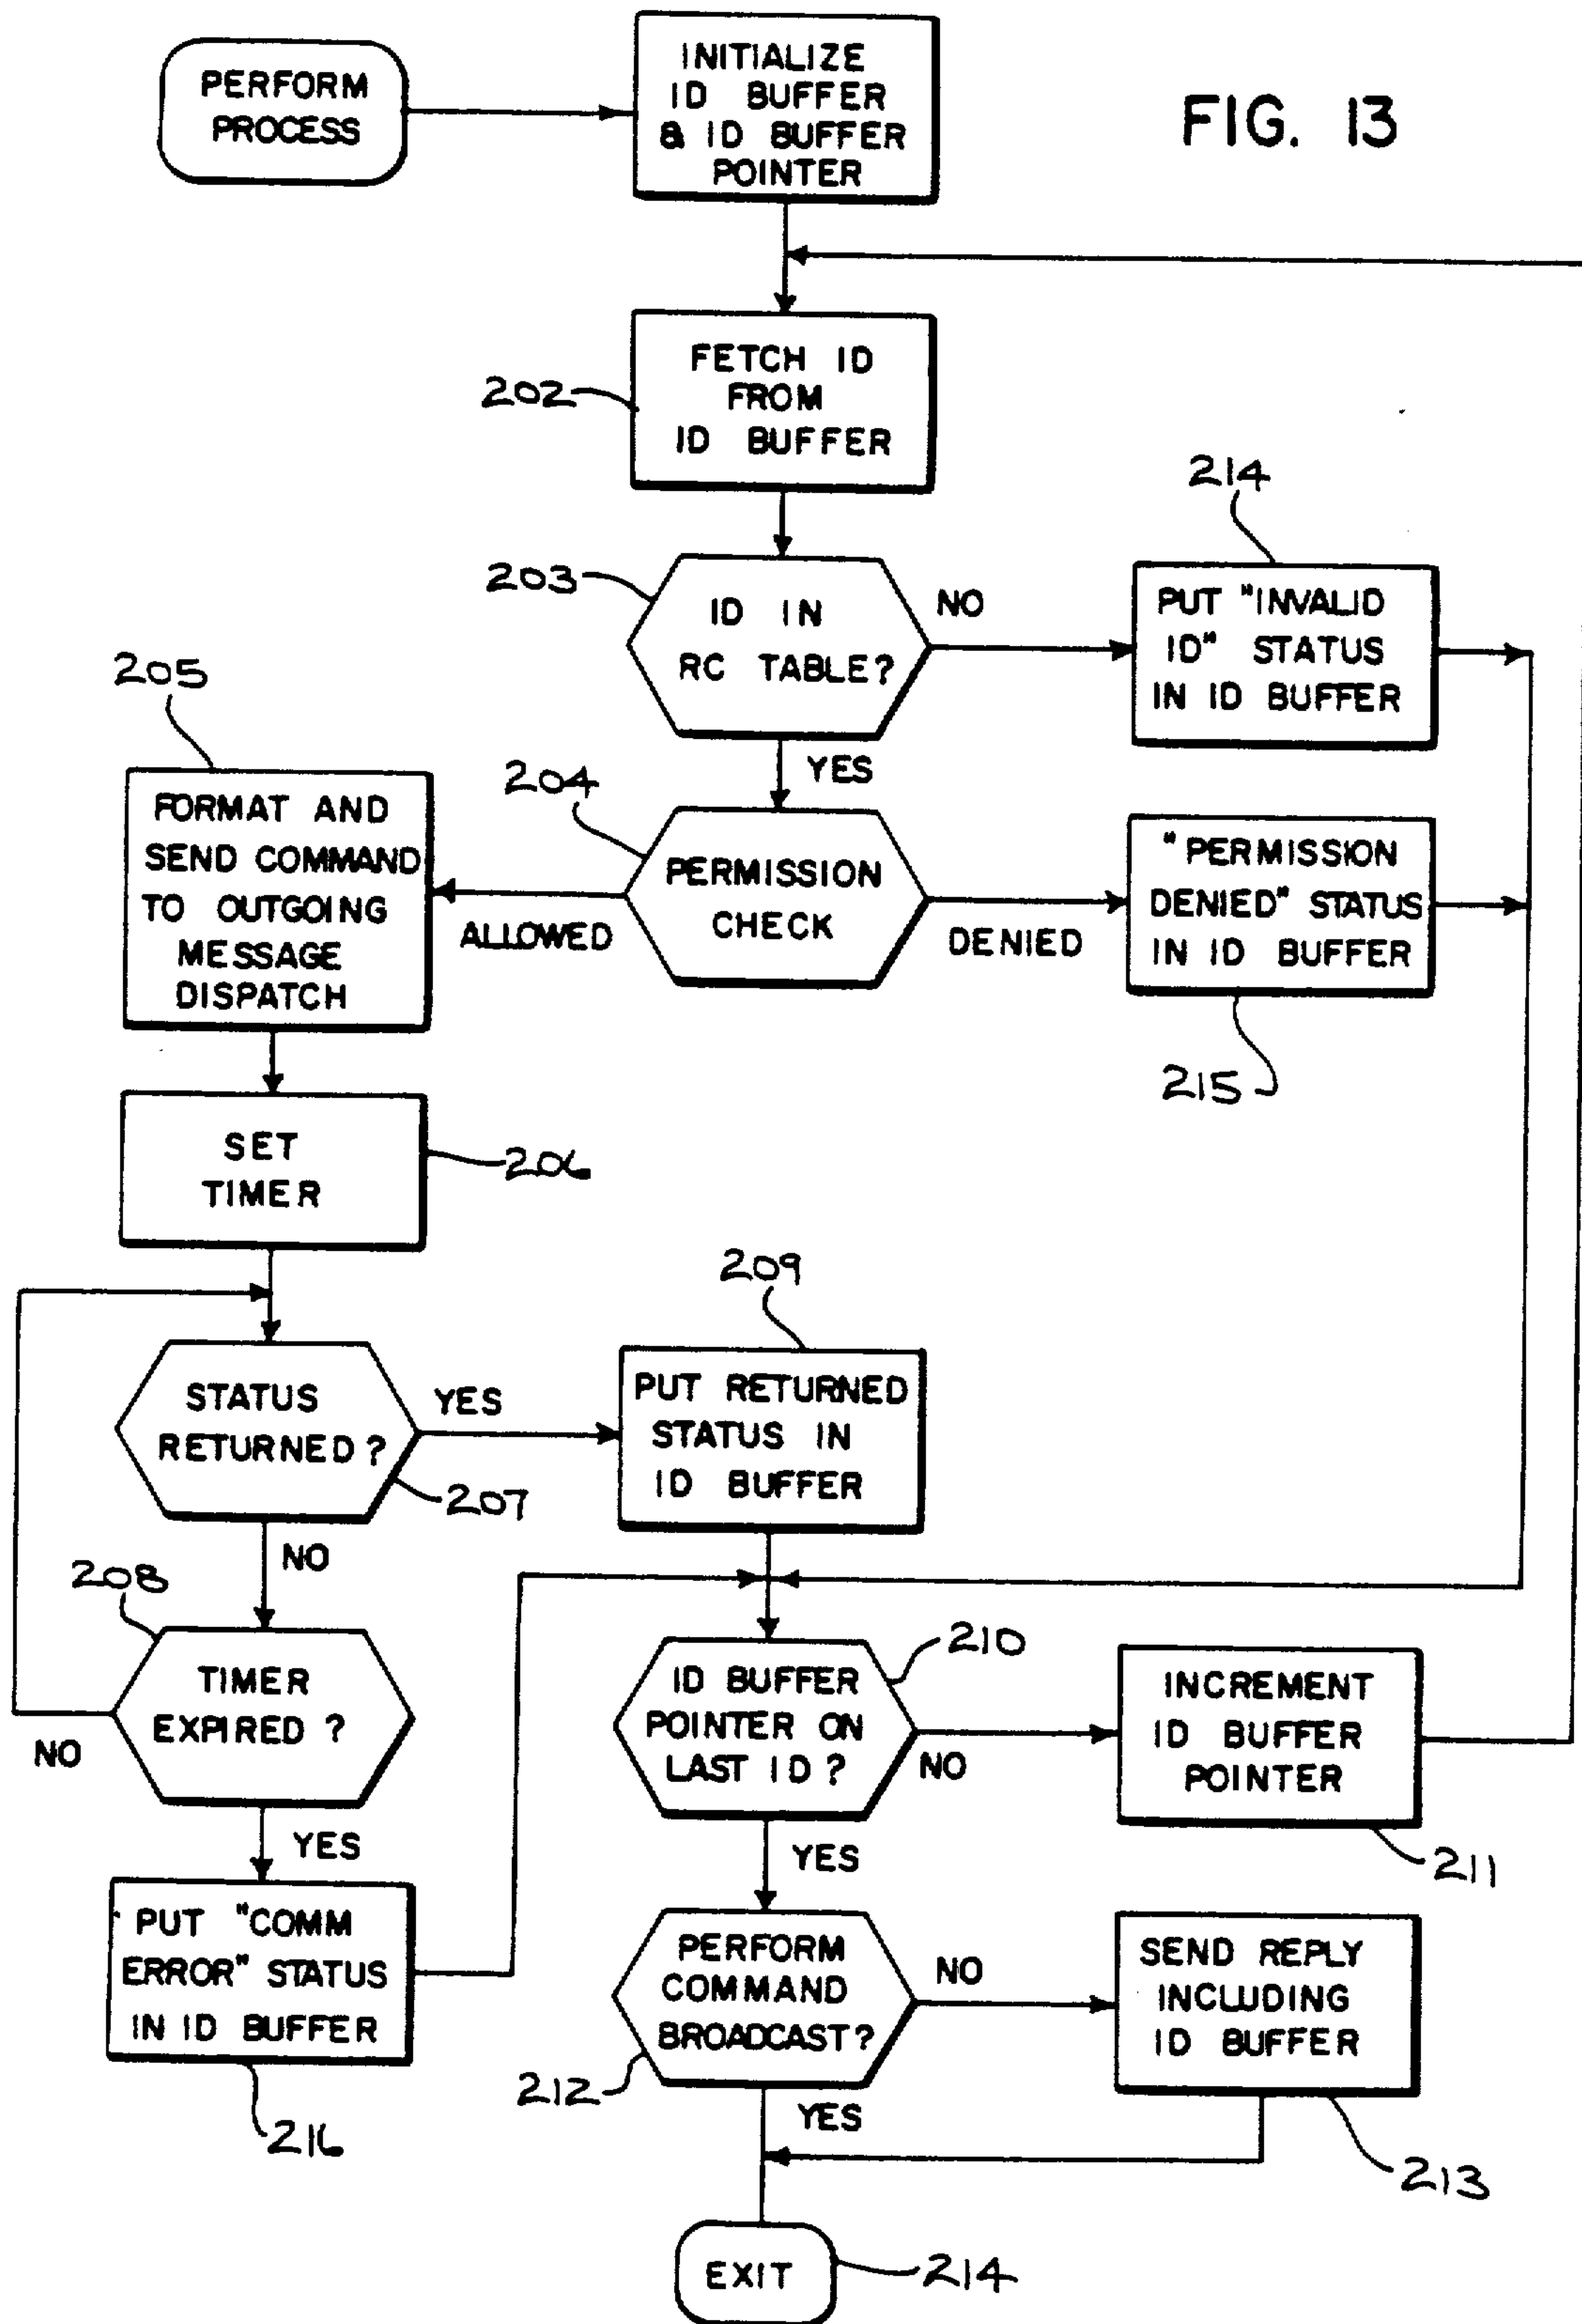 PERFORM
PROCESS
INITIALIZE
ID BUFFER
& ID BUFFER
POINTER
FIG. 13
202
FETCH ID
FROM
ID BUFFER
203
ID IN
RC TABLE?
NO
YES
214
PUT "INVALID
ID" STATUS
IN ID BUFFER
204
PERMISSION
CHECK
ALLOWED
DENIED
"PERMISSION
DENIED" STATUS
IN ID BUFFER
215
205
FORMAT AND
SEND COMMAND
TO OUTGOING
MESSAGE
DISPATCH
SET
TIMER
206
STATUS
RETURNED?
207
YES
NO
209
PUT RETURNED
STATUS IN
ID BUFFER
208
TIMER
EXPIRED?
NO
YES
PUT "COMM
ERROR" STATUS
IN ID BUFFER
216
210
ID BUFFER
POINTER ON
LAST ID?
NO
YES
INCREMENT
ID BUFFER
POINTER
211
PERFORM
COMMAND
BROADCAST?
212
NO
YES
SEND REPLY
INCLUDING
ID BUFFER
213
EXIT
214